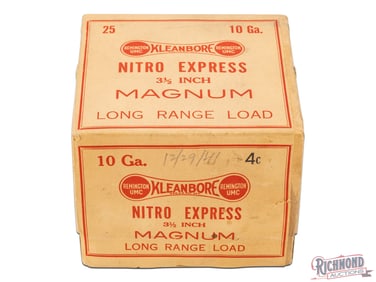 25 10 Ga.
REMINGTON UMC KLEANBORE REMINGTON UMC
NITRO EXPRESS
3½ INCH
MAGNUM
LONG RANGE LOAD
10 Ga. 4c
REMINGTON UMC KLEANBORE REMINGTON UMC
NITRO EXPRESS
3½ INCH
MAGNUM
LONG RANGE LOAD
RICHMOND
AUCTIONS